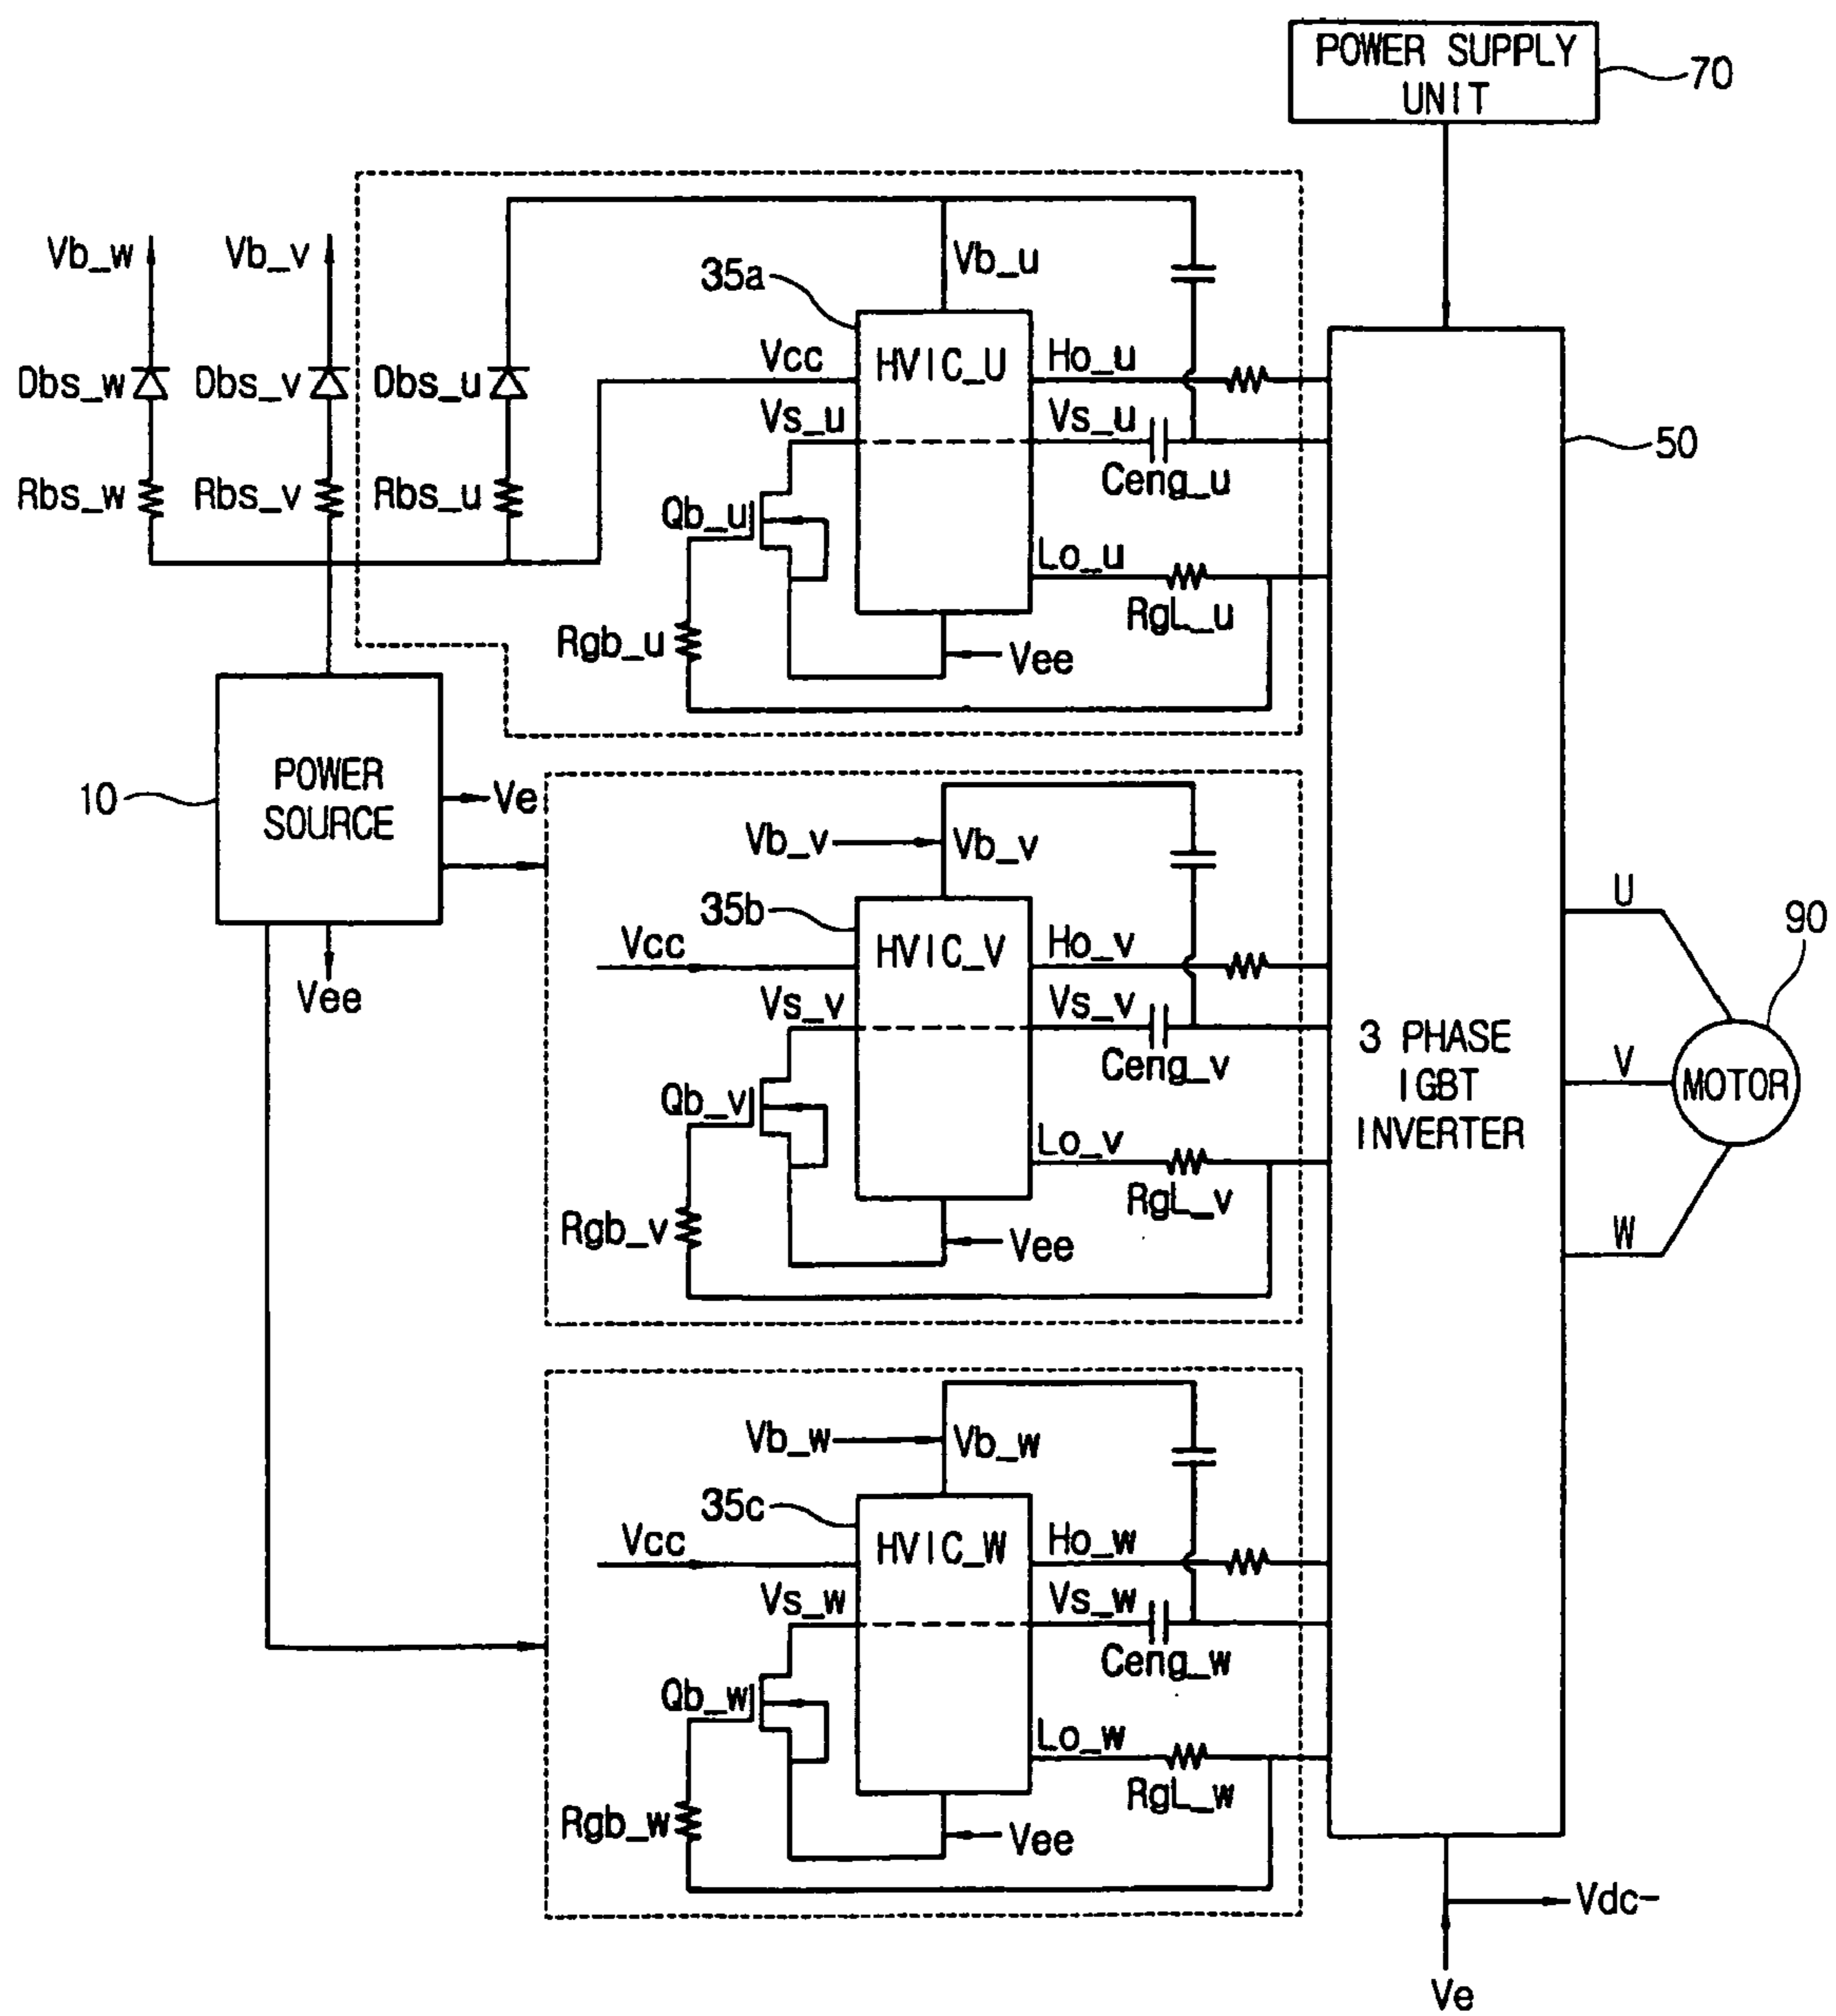 POWER SUPPLY
UNIT
70
Vb_w
Vb_v
35a
Vb_u
Vcc
HVIC_U
Ho_u
Dbs_w
Dbs_v
Dbs_u
Vs_u
Vs_u
50
Rbs_w
Rbs_v
Rbs_u
Ceng_u
Qb_u
Lo_u
RgL_u
Rgb_u
Vee
10
POWER
SOURCE
Ve
Vee
Vb_v
Vb_v
35b
Vcc
HVIC_V
Ho_v
Vs_v
Vs_v
Ceng_v
Qb_v
Lo_v
RgL_v
Rgb_v
Vee
3 PHASE
IGBT
INVERTER
U
V
W
90
MOTOR
Vb_w
Vb_w
35c
Vcc
HVIC_W
Ho_w
Vs_w
Vs_w
Ceng_w
Qb_w
Lo_w
RgL_w
Rgb_w
Vee
Vdc-
Ve